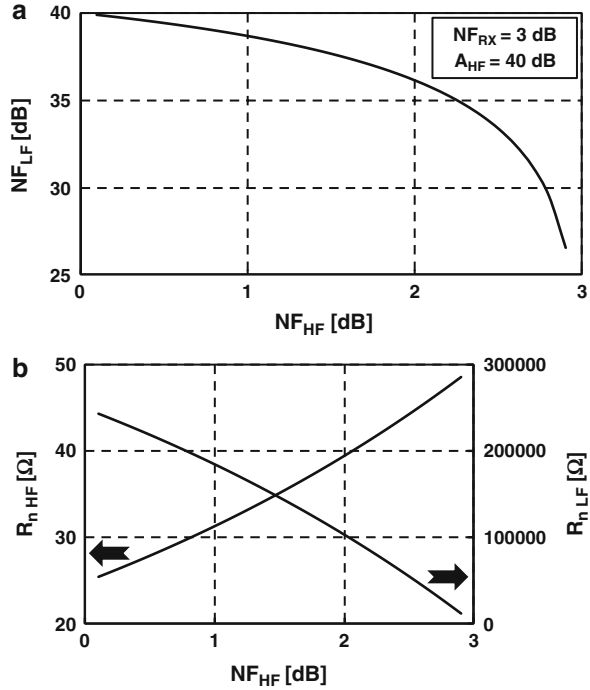 a
NF_RX = 3 dB
A_HF = 40 dB
NF_LF [dB]
40
35
30
25
0
1
2
3
NF_HF [dB]
b
R_n HF [Ω]
50
40
30
20
R_n LF [Ω]
300000
200000
100000
0
0
1
2
3
NF_HF [dB]